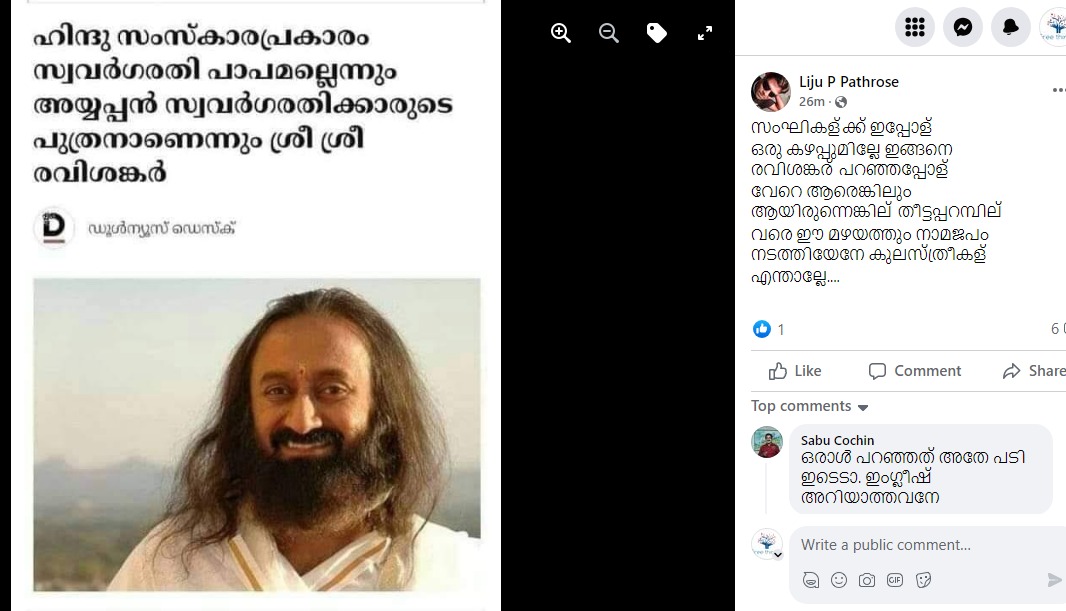 ഹിന്ദു സംസ്കാരപ്രകാരം
സ്വവർഗരതി പാപമല്ലെന്നും
അയ്യപ്പൻ സ്വവർഗരതിക്കാരുടെ
പുത്രനാണെന്നും ശ്രീ ശ്രീ
രവിശങ്കർ
D
ഡൂള്‍ന്യൂസ് ഡെസ്‌ക്
Liju P Pathrose
26m ·
സംഘികള്ക്ക് ഇപ്പോള്
ഒരു കഴപ്പുമില്ലേ ഇങ്ങനെ
രവിശങ്കര് പറഞ്ഞപ്പോള്
വേറെ ആരെങ്കിലും
ആയിരുന്നെങ്കില് തീട്ടപ്പറമ്പില്
വരെ ഈ മഴയത്തും നാമജപം
നടത്തിയേനേ കുലസ്ത്രീകള്
എന്താല്ലേ....
1
6
Like Comment Share
Top comments
Sabu Cochin
ഒരാൾ പറഞ്ഞത് അതേ പടി
ഇടെടാ. ഇംഗ്ലീഷ്
അറിയാത്തവനേ
Write a public comment...
GIF